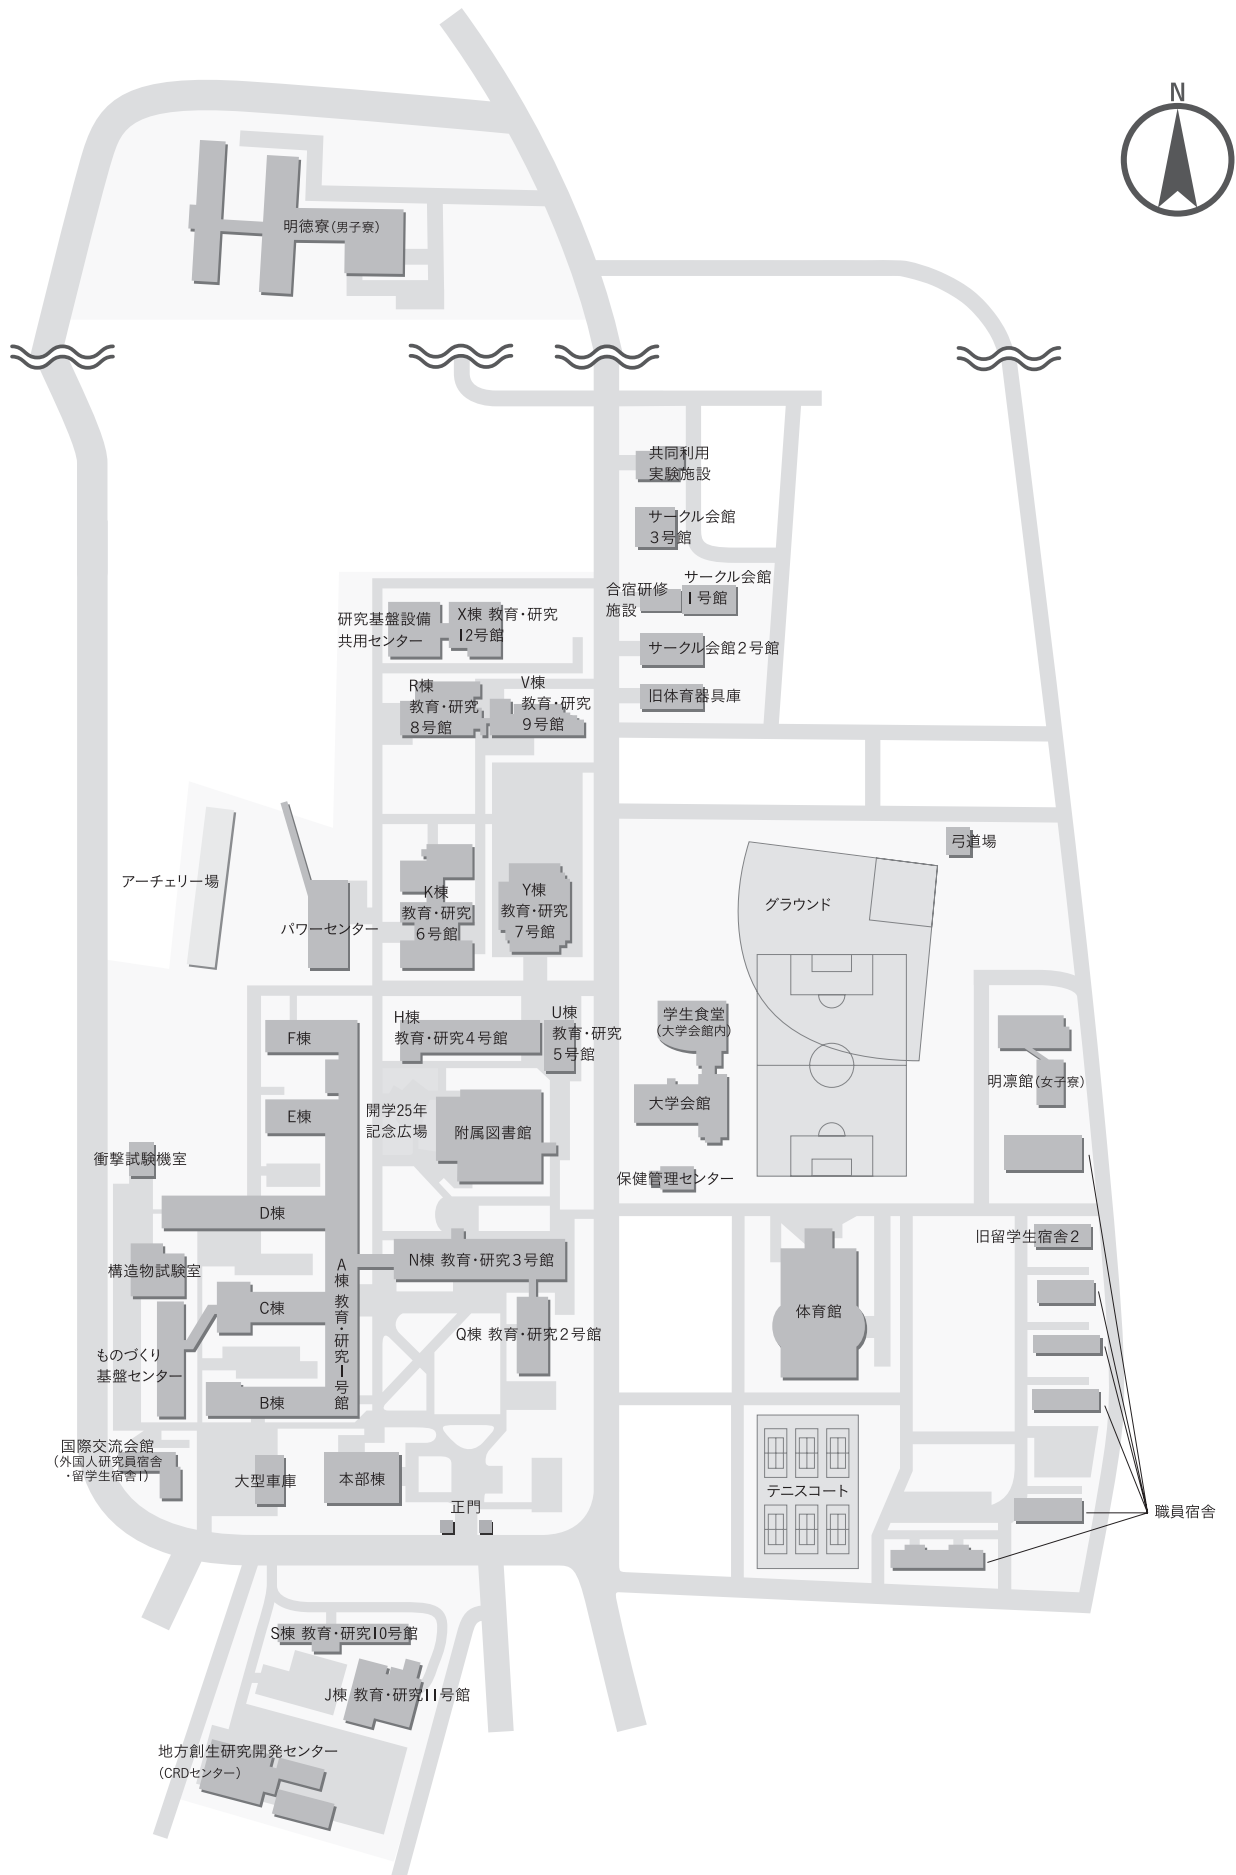 N
明徳寮(男子寮)
共同利用
実験施設
サークル会館
3号館
サークル会館
1号館
合宿研修
施設
研究基盤設備
共用センター
X棟 教育・研究
12号館
サークル会館2号館
R棟
教育・研究
8号館
V棟
教育・研究
9号館
旧体育器具庫
弓道場
アーチェリー場
グラウンド
パワーセンター
K棟
教育・研究
6号館
Y棟
教育・研究
7号館
F棟
H棟
教育・研究4号館
U棟
教育・研究
5号館
学生食堂
(大学会館内)
明凛館(女子寮)
E棟
開学25年
記念広場
附属図書館
大学会館
衝撃試験機室
保健管理センター
D棟
旧留学生宿舎2
N棟 教育・研究3号館
構造物試験室
A棟 教育・研究1号館
C棟
体育館
Q棟 教育・研究2号館
ものづくり
基盤センター
B棟
国際交流会館
(外国人研究員宿舎
・留学生宿舎1)
大型車庫
本部棟
正門
テニスコート
職員宿舎
S棟 教育・研究10号館
J棟 教育・研究11号館
地方創生研究開発センター
(CRDセンター)